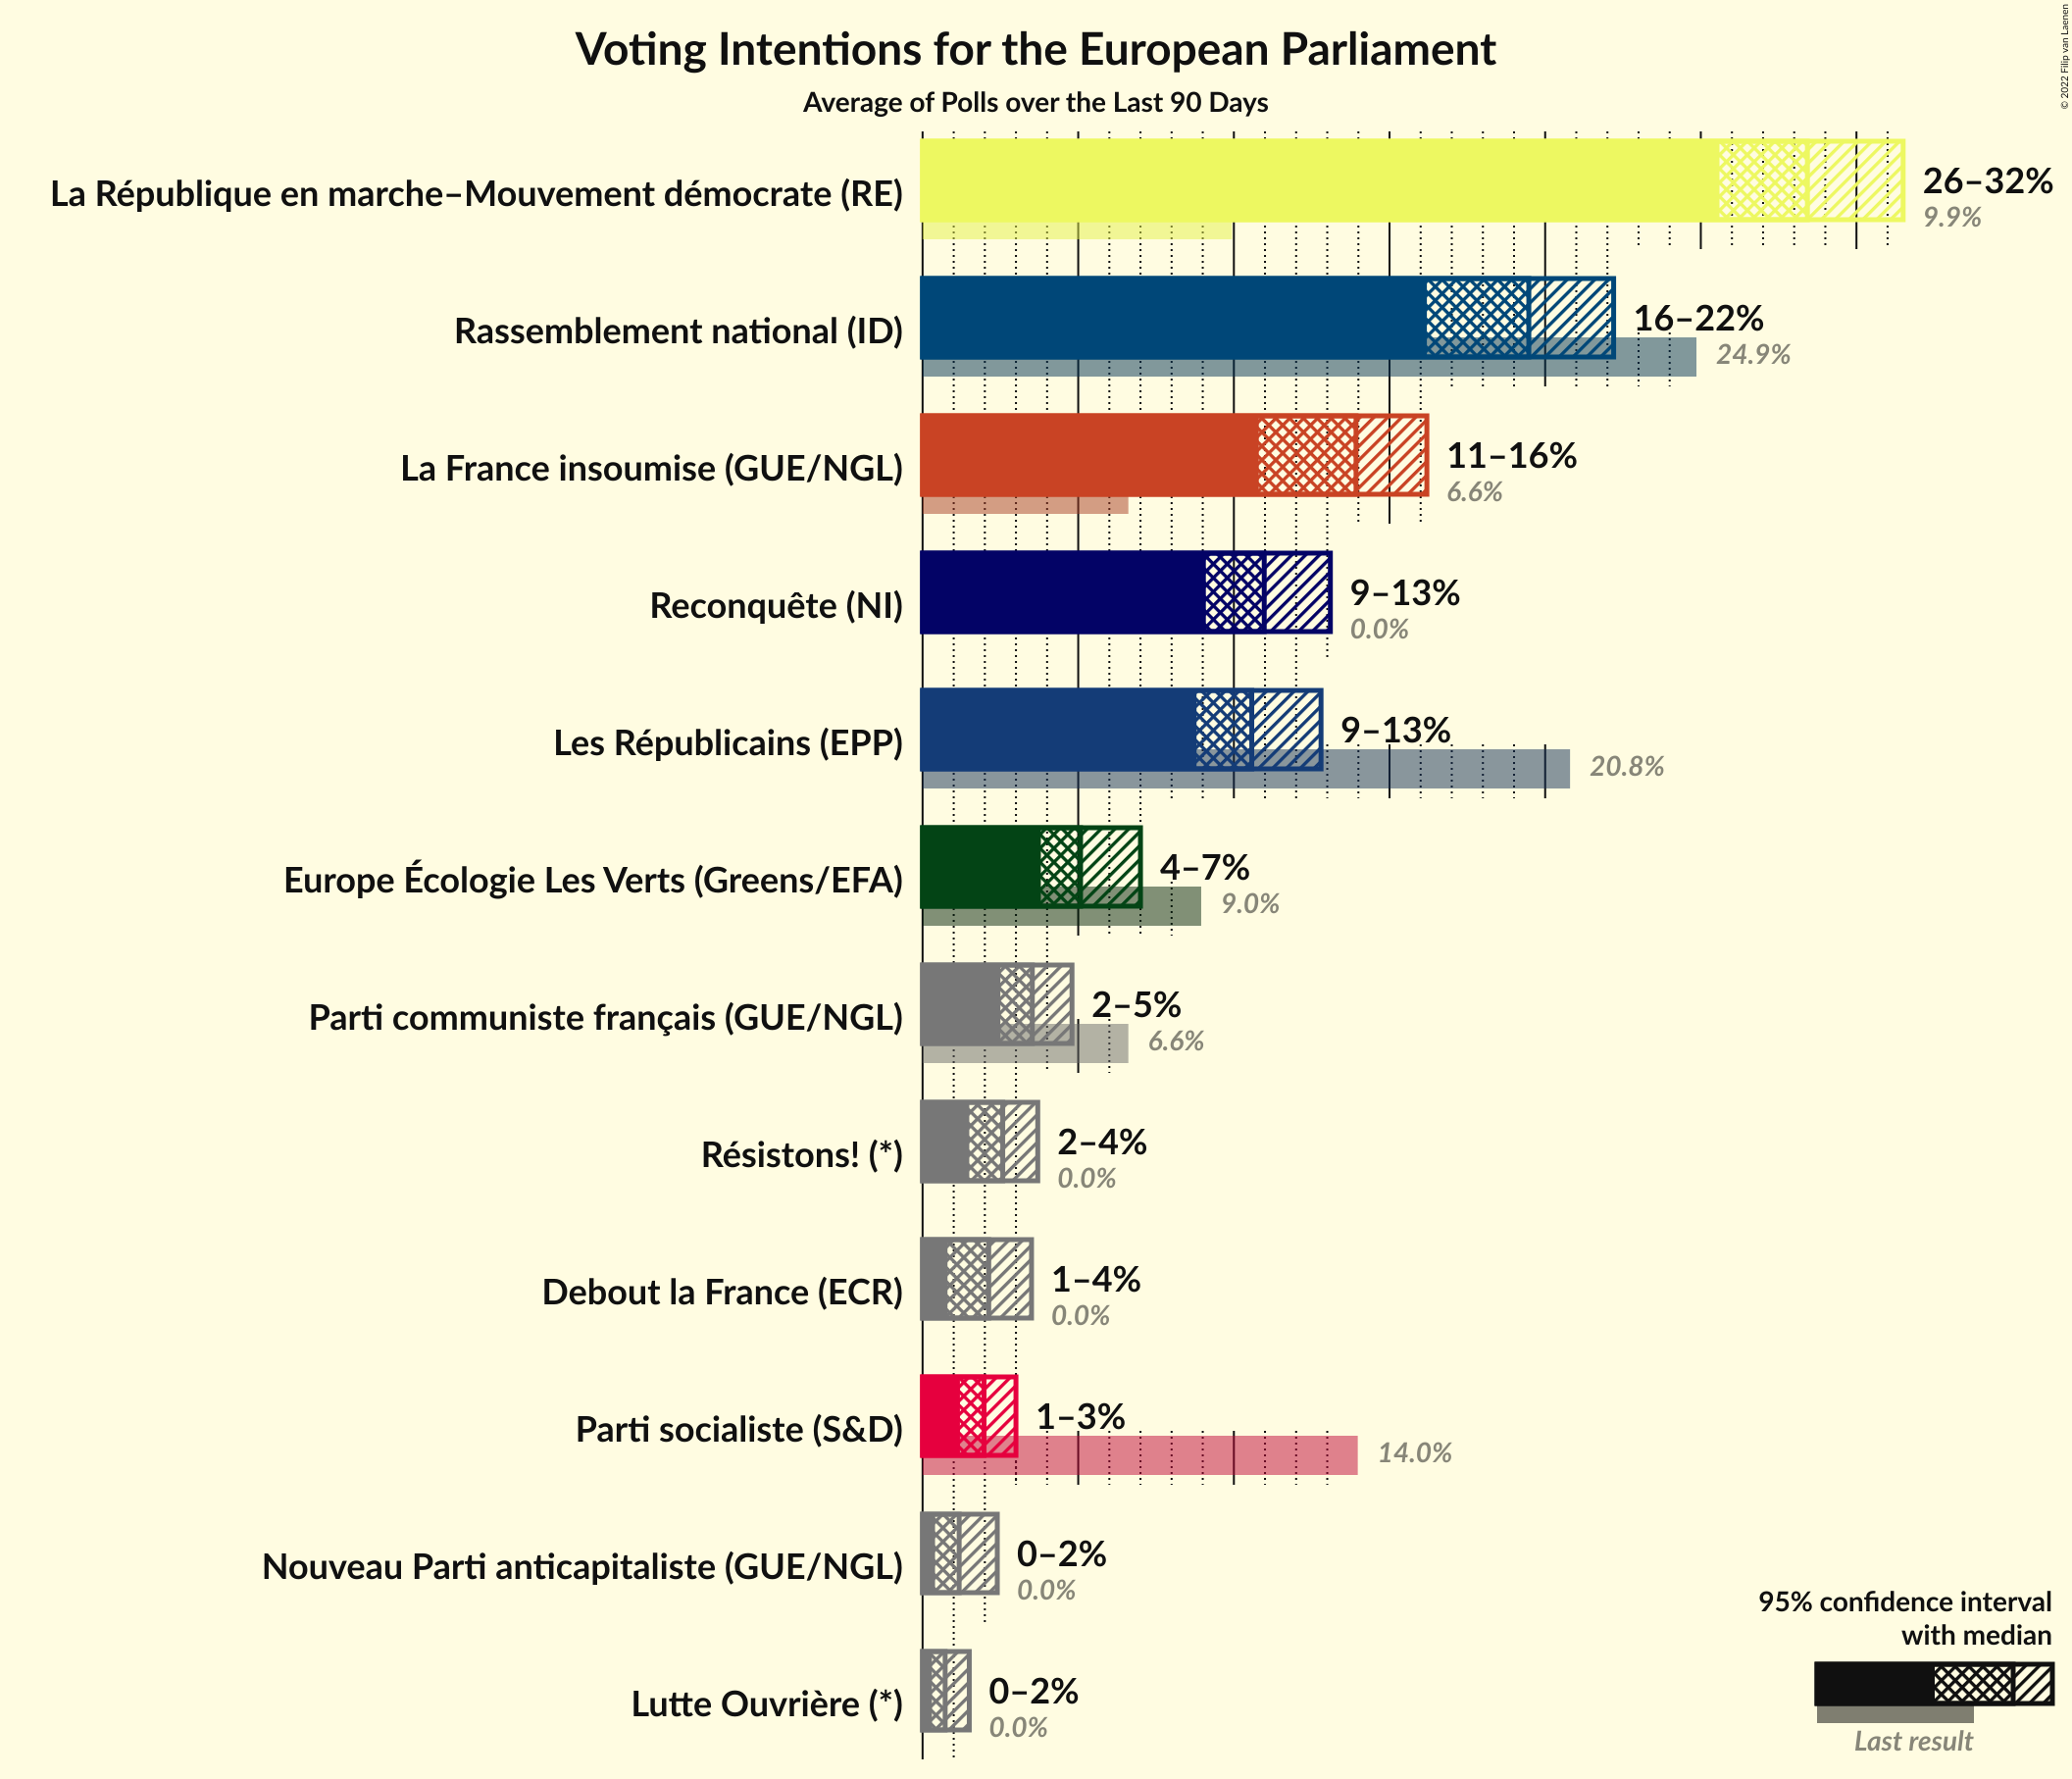 Voting Intentions for the European Parliament
Average of Polls over the Last 90 Days
© 2022 Filip van Laenen
La République en marche–Mouvement démocrate (RE)
26–32%
9.9%
Rassemblement national (ID)
16–22%
24.9%
La France insoumise (GUE/NGL)
11–16%
6.6%
Reconquête (NI)
9–13%
0.0%
Les Républicains (EPP)
9–13%
20.8%
Europe Écologie Les Verts (Greens/EFA)
4–7%
9.0%
Parti communiste français (GUE/NGL)
2–5%
6.6%
Résistons! (*)
2–4%
0.0%
Debout la France (ECR)
1–4%
0.0%
Parti socialiste (S&D)
1–3%
14.0%
Nouveau Parti anticapitaliste (GUE/NGL)
0–2%
0.0%
Lutte Ouvrière (*)
0–2%
0.0%
95% confidence interval
with median
Last result